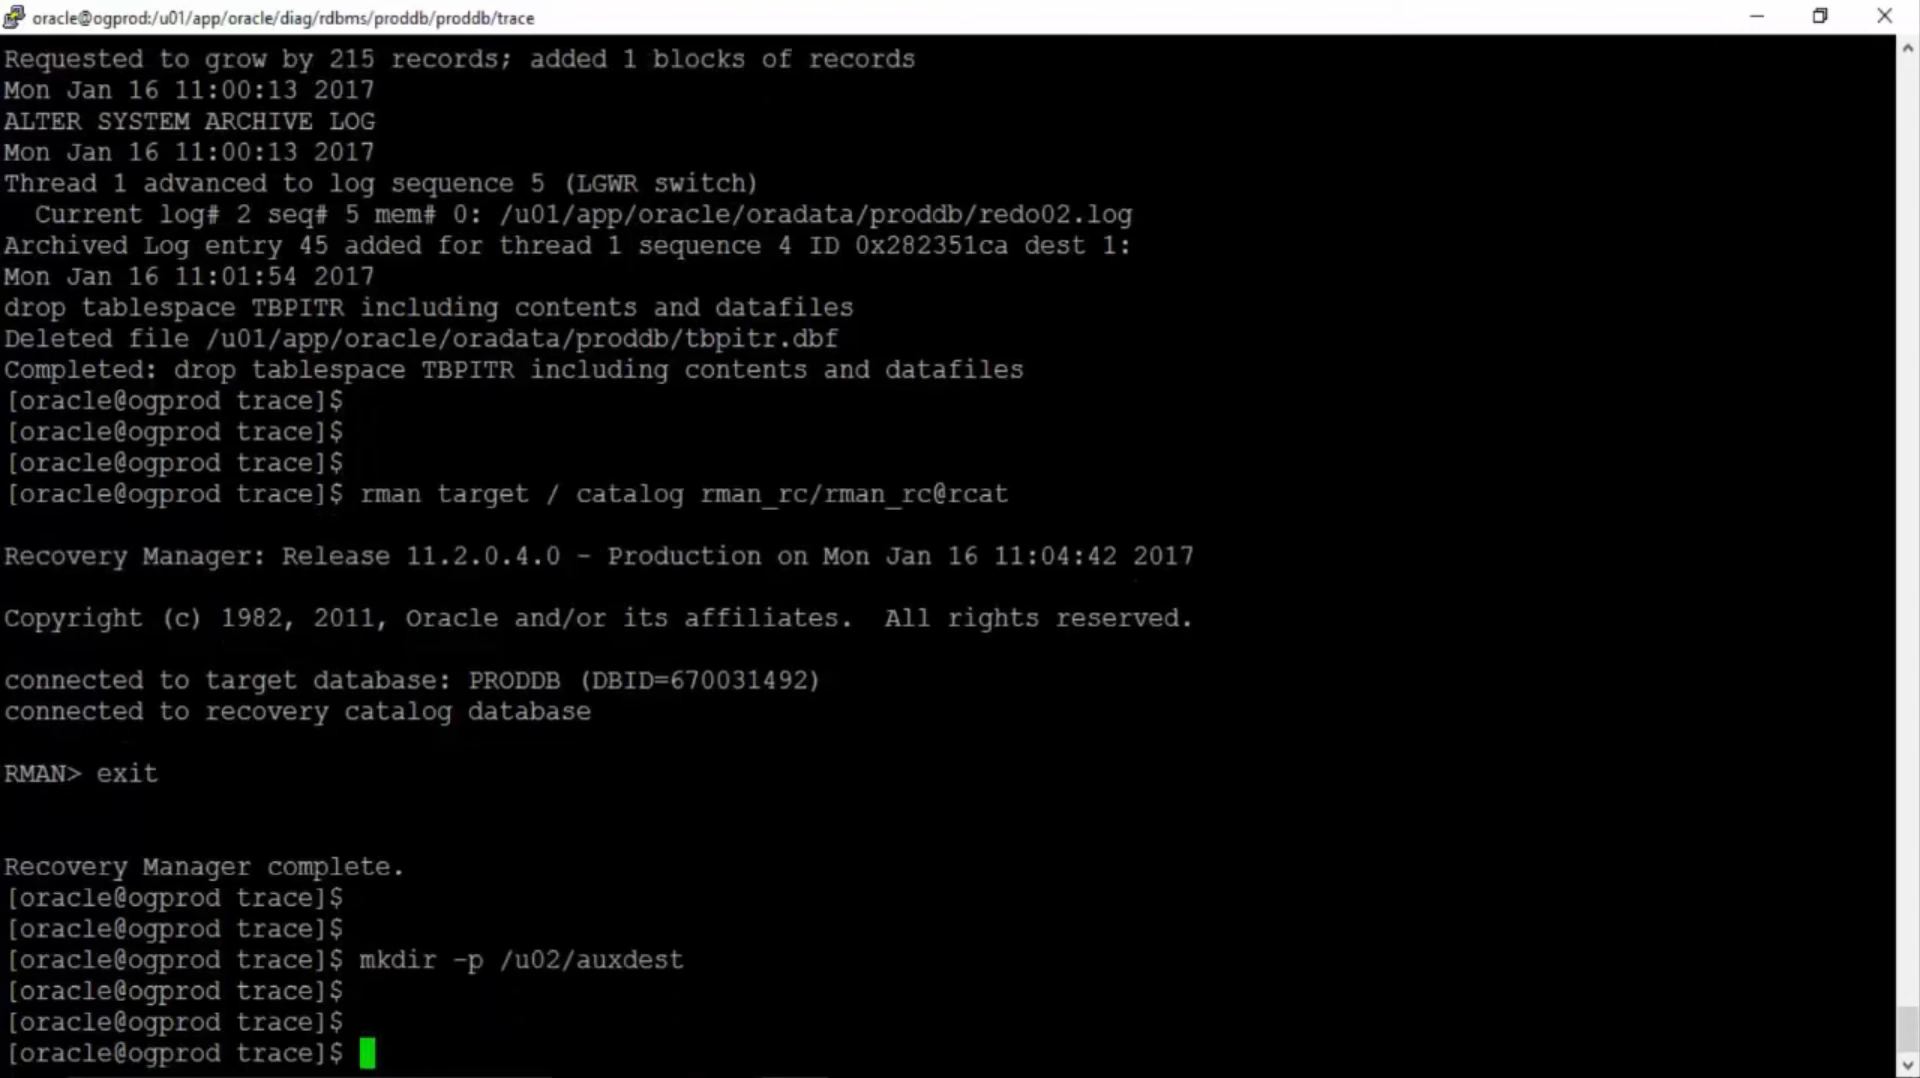 oracle@ogprod:/u01/app/oracle/diag/rdbms/proddb/proddb/trace
Requested to grow by 215 records; added 1 blocks of records
Mon Jan 16 11:00:13 2017
ALTER SYSTEM ARCHIVE LOG
Mon Jan 16 11:00:13 2017
Thread 1 advanced to log sequence 5 (LGWR switch)
  Current log# 2 seq# 5 mem# 0: /u01/app/oracle/oradata/proddb/redo02.log
Archived Log entry 45 added for thread 1 sequence 4 ID 0x282351ca dest 1:
Mon Jan 16 11:01:54 2017
drop tablespace TBPITR including contents and datafiles
Deleted file /u01/app/oracle/oradata/proddb/tbpitr.dbf
Completed: drop tablespace TBPITR including contents and datafiles
[oracle@ogprod trace]$
[oracle@ogprod trace]$
[oracle@ogprod trace]$
[oracle@ogprod trace]$ rman target / catalog rman_rc/rman_rc@rcat
Recovery Manager: Release 11.2.0.4.0 - Production on Mon Jan 16 11:04:42 2017
Copyright (c) 1982, 2011, Oracle and/or its affiliates.  All rights reserved.
connected to target database: PRODDB (DBID=670031492)
connected to recovery catalog database
RMAN> exit
Recovery Manager complete.
[oracle@ogprod trace]$
[oracle@ogprod trace]$
[oracle@ogprod trace]$ mkdir -p /u02/auxdest
[oracle@ogprod trace]$
[oracle@ogprod trace]$
[oracle@ogprod trace]$